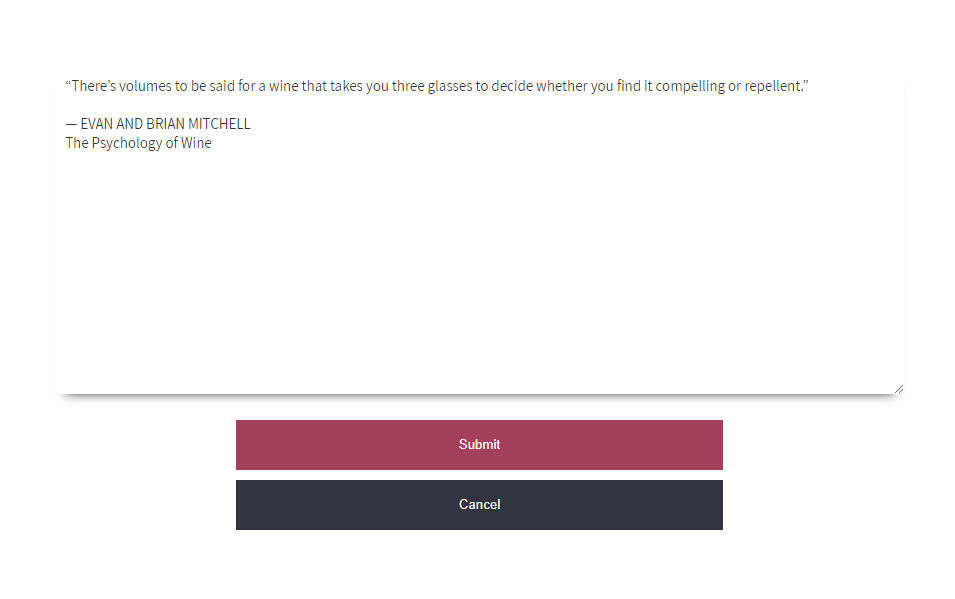 “There’s volumes to be said for a wine that takes you three glasses to decide whether you find it compelling or repellent.”
— EVAN AND BRIAN MITCHELL
The Psychology of Wine
Submit
Cancel